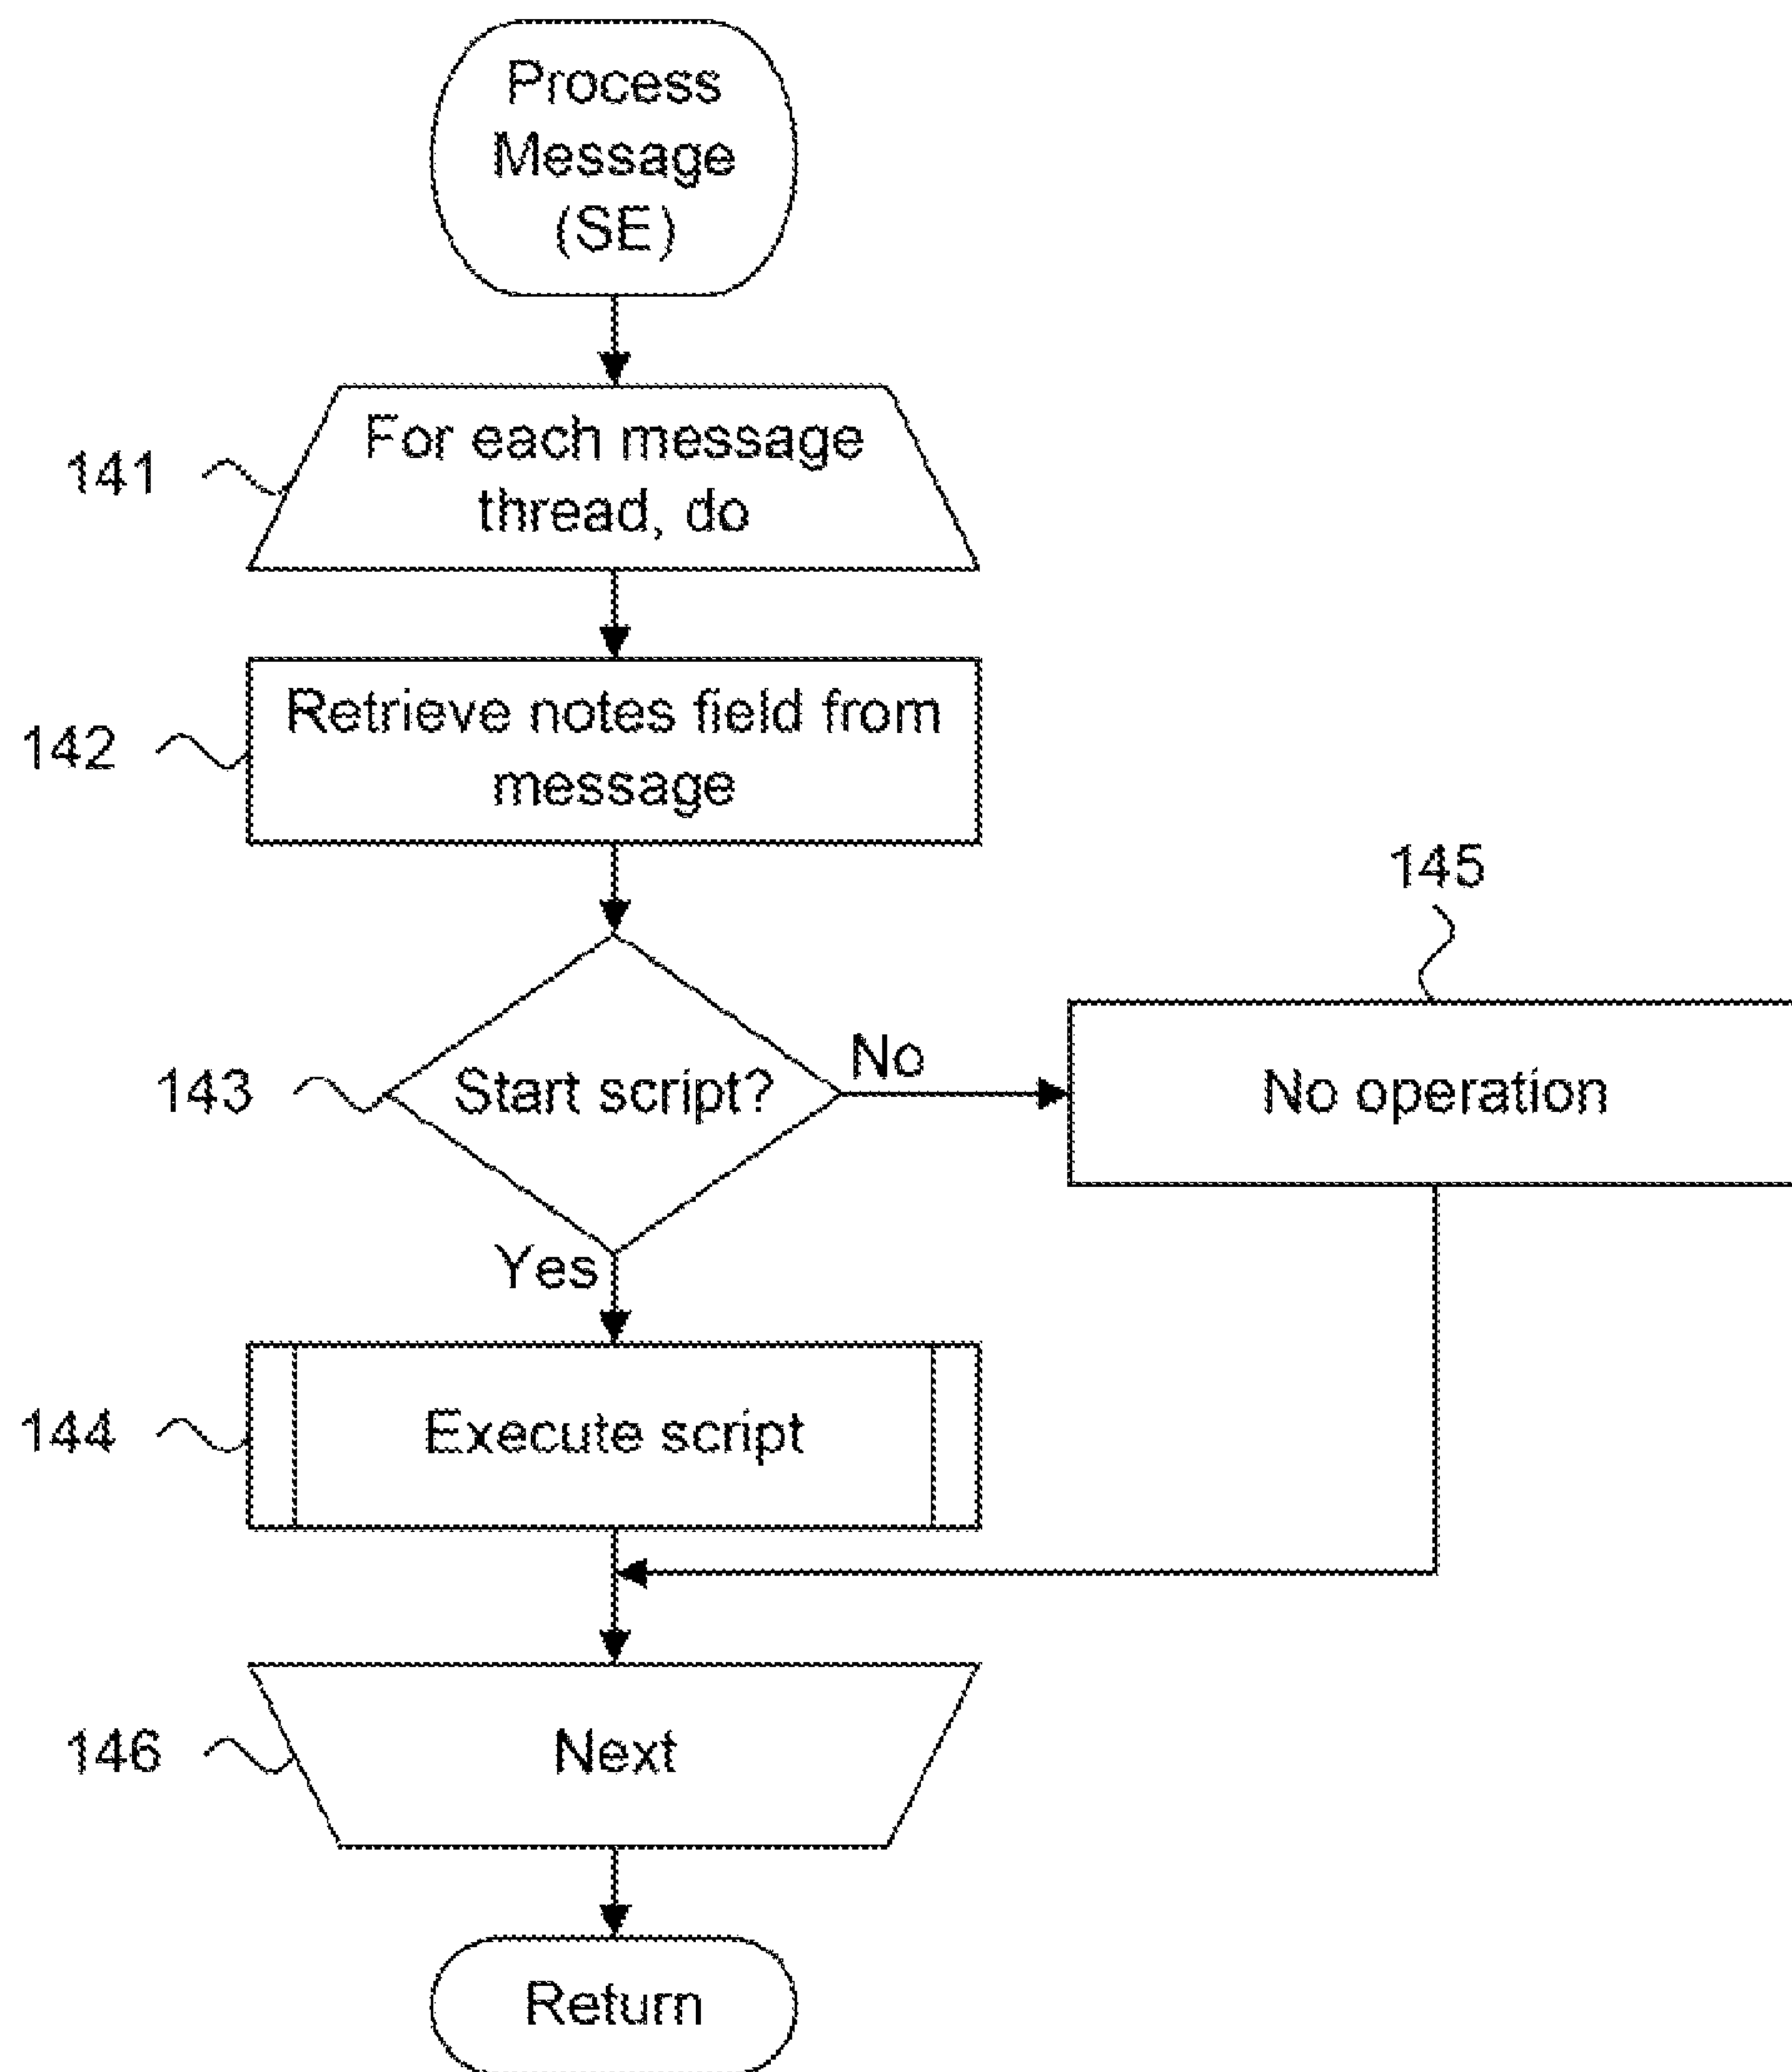 Process
Message
(SE)
141
For each message
thread, do
142
Retrieve notes field from
message
145
143
Start script?
No
No operation
Yes
144
Execute script
146
Next
Return